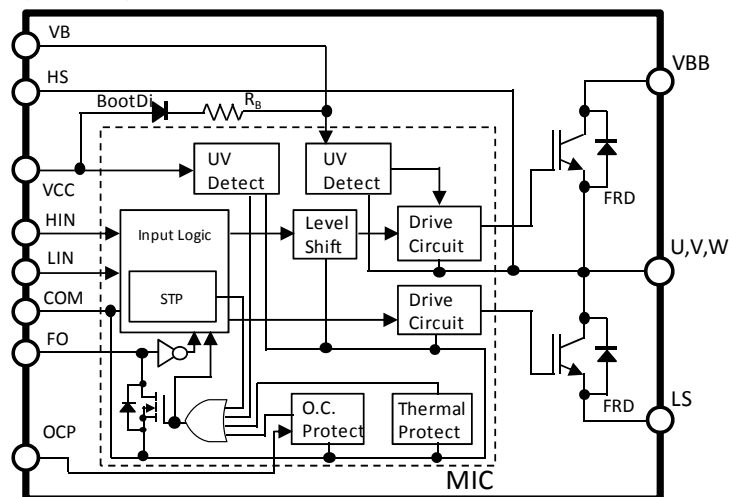 VB
HS
VBB
BootDi
RB
UV
Detect
UV
Detect
VCC
FRD
HIN
Input Logic
Level
Shift
Drive
Circuit
U,V,W
LIN
STP
COM
Drive
Circuit
FO
FRD
LS
O.C.
Protect
Thermal
Protect
OCP
MIC